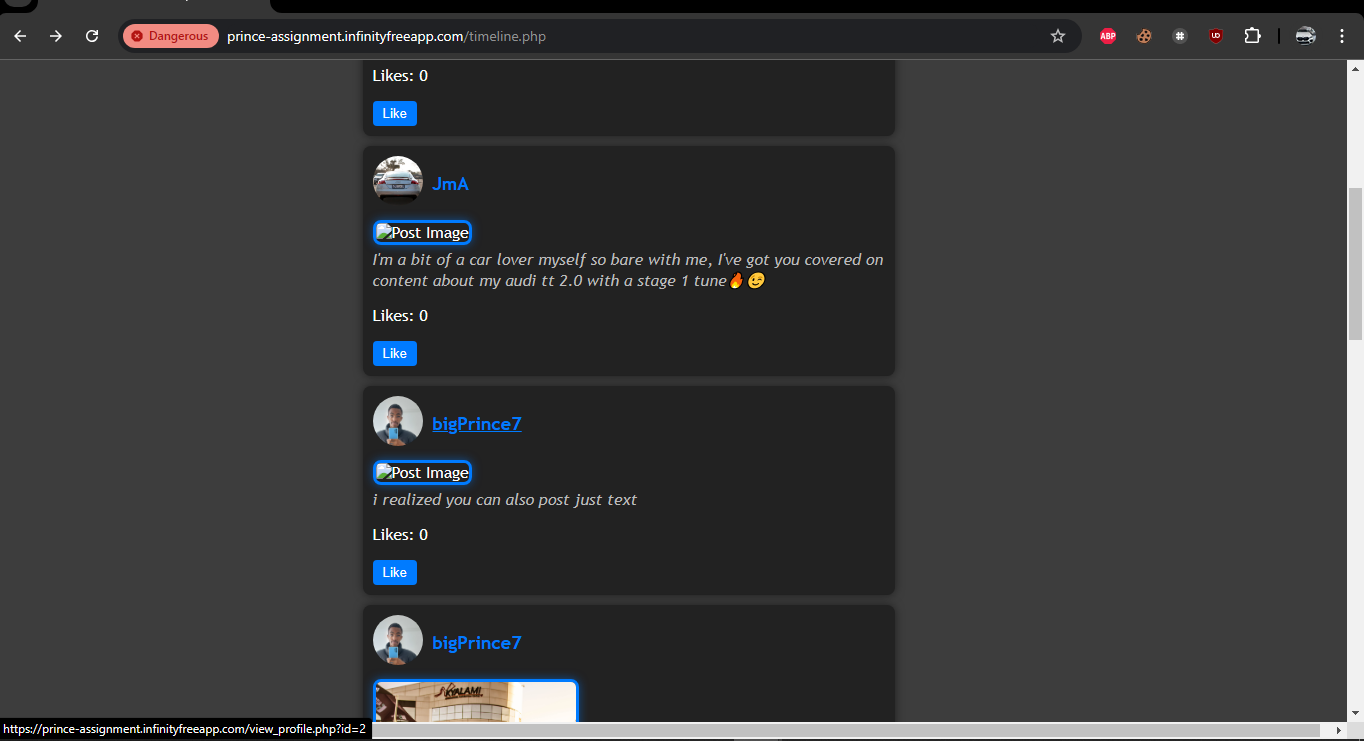 Dangerous
prince-assignment.infinityfreeapp.com/timeline.php
ABP
#
UD
Likes: 0
Like
JmA
Post Image
I'm a bit of a car lover myself so bare with me, I've got you covered on
content about my audi tt 2.0 with a stage 1 tune🔥😉
Likes: 0
Like
bigPrince7
Post Image
i realized you can also post just text
Likes: 0
Like
bigPrince7
KYALAMI
https://prince-assignment.infinityfreeapp.com/view_profile.php?id=2